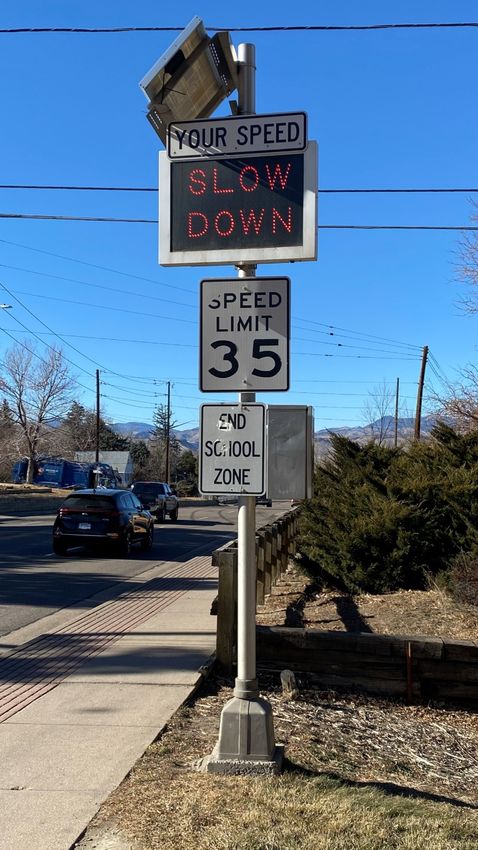 YOUR SPEED
SLOW
DOWN
SPEED
LIMIT
35
END
SCHOOL
ZONE